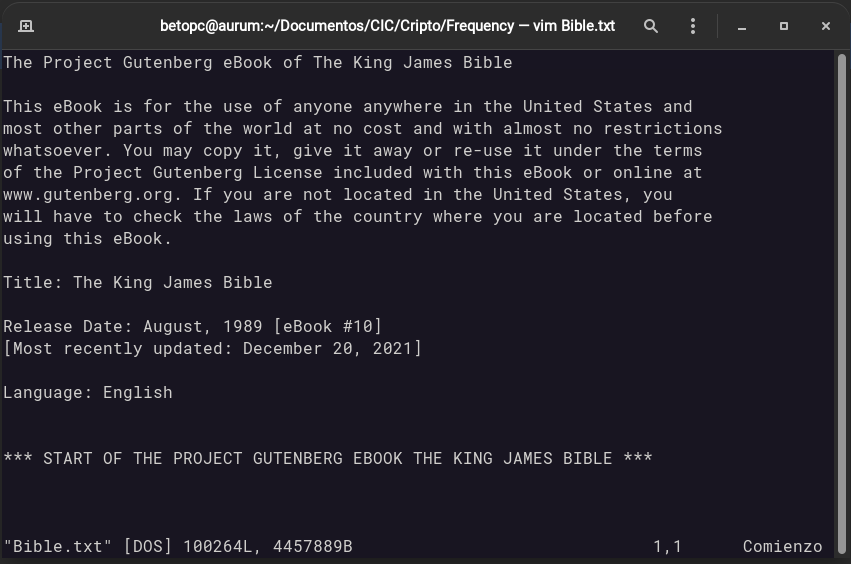 betopc@aurum:~/Documentos/CIC/Cripto/Frequency — vim Bible.txt
The Project Gutenberg eBook of The King James Bible
This eBook is for the use of anyone anywhere in the United States and
most other parts of the world at no cost and with almost no restrictions
whatsoever. You may copy it, give it away or re-use it under the terms
of the Project Gutenberg License included with this eBook or online at
www.gutenberg.org. If you are not located in the United States, you
will have to check the laws of the country where you are located before
using this eBook.
Title: The King James Bible
Release Date: August, 1989 [eBook #10]
[Most recently updated: December 20, 2021]
Language: English
*** START OF THE PROJECT GUTENBERG EBOOK THE KING JAMES BIBLE ***
"Bible.txt" [DOS] 100264L, 4457889B 1,1 Comienzo